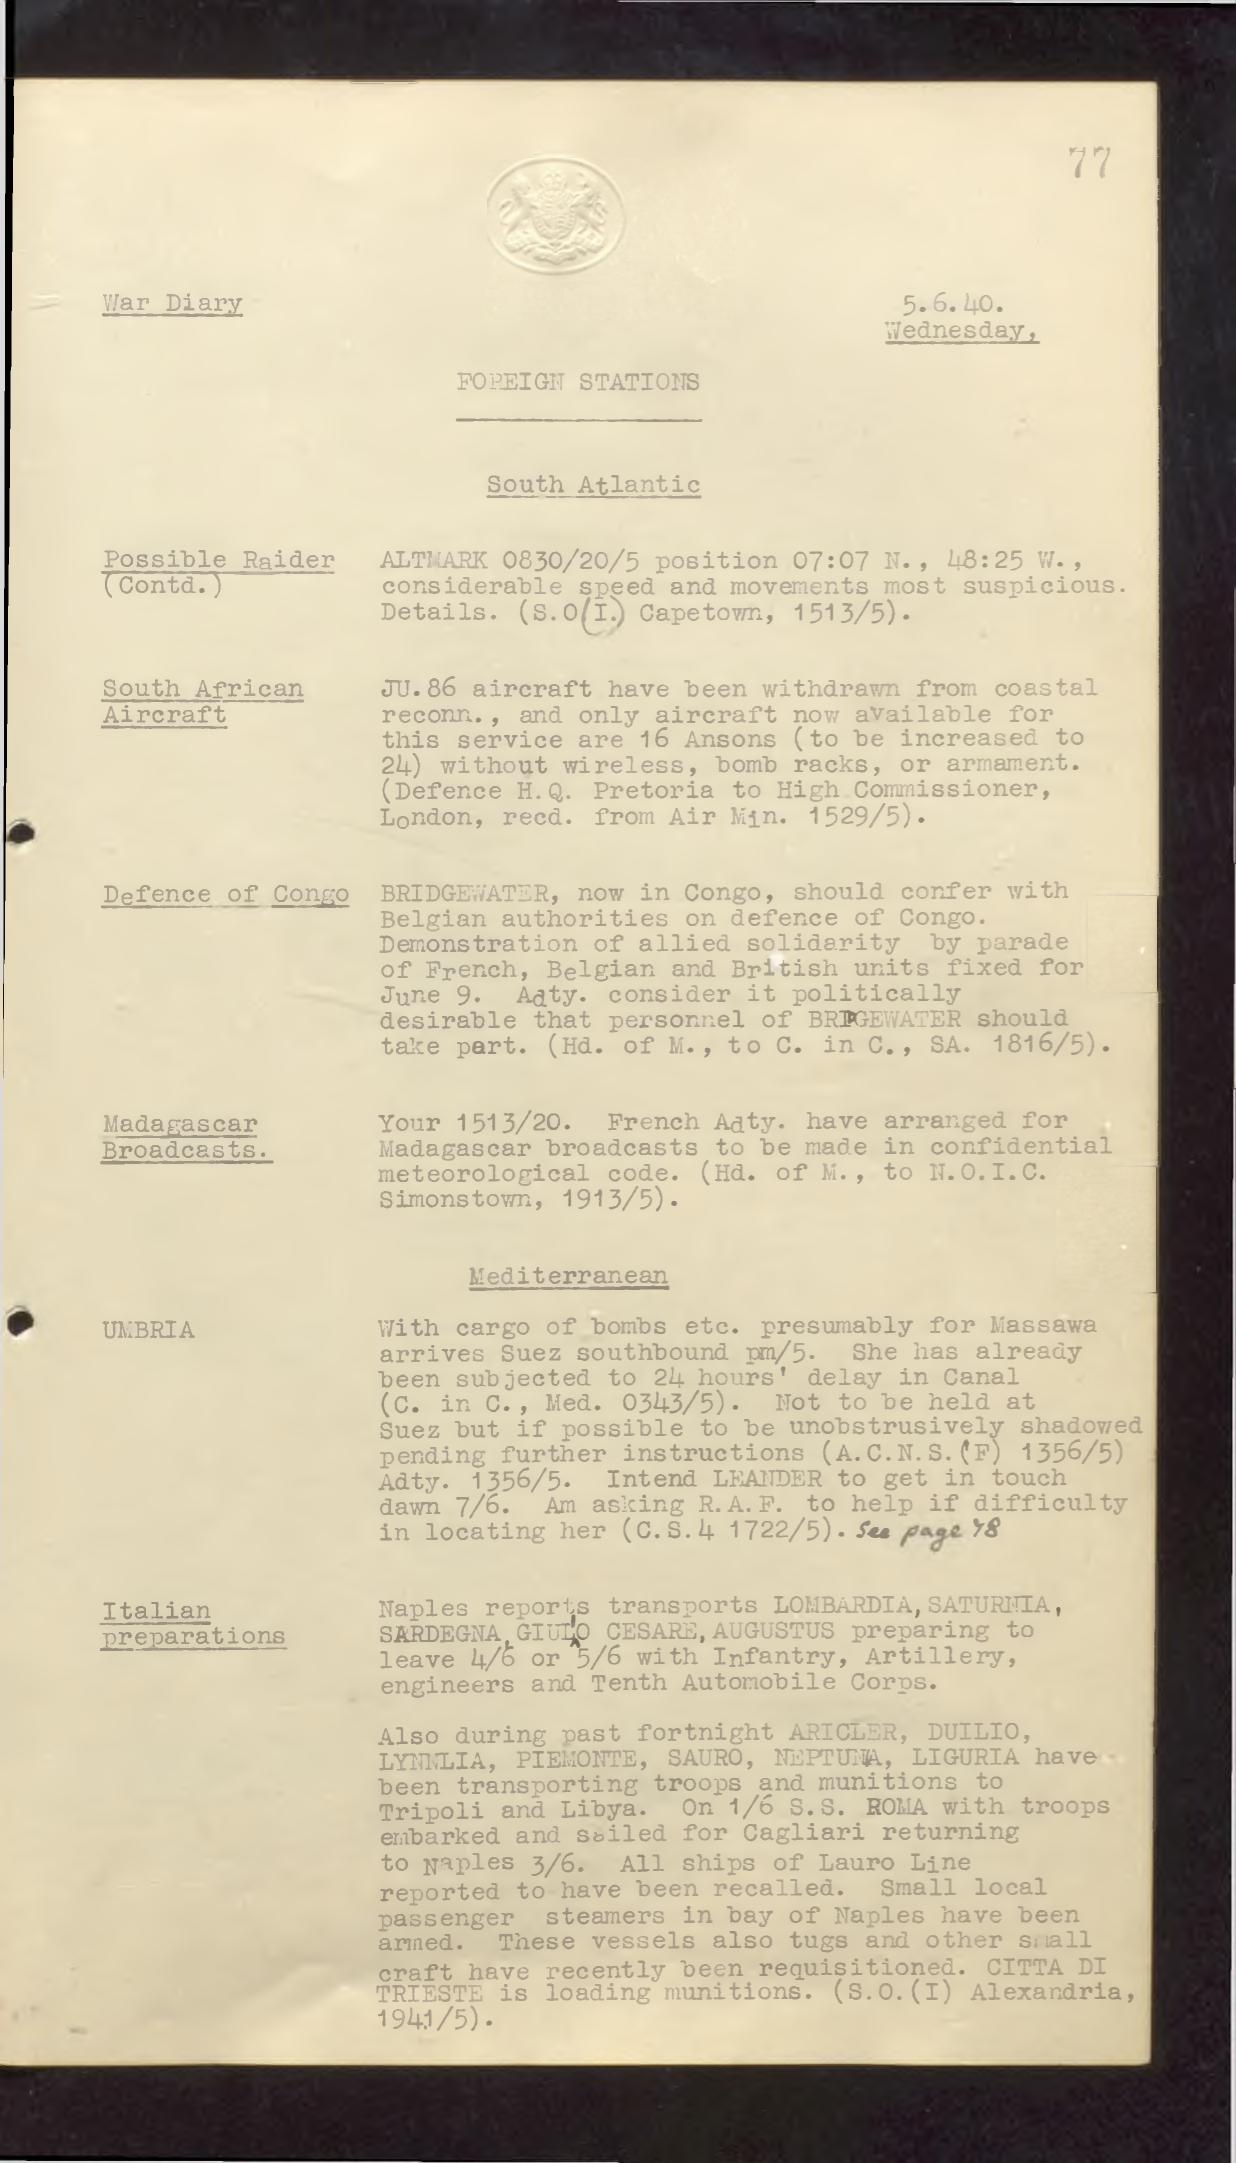 77
War Diary
5.6.40.
Wednesday,
FOREIGN STATIONS
South Atlantic
Possible Raider
(Contd.)
ALTMARK 0830/20/5 position 07:07 N., 48:25 W.,
considerable speed and movements most suspicious.
Details. (S.O(I.) Capetown, 1513/5).
South African
Aircraft
JU.86 aircraft have been withdrawn from coastal
reconn., and only aircraft now available for
this service are 16 Ansons (to be increased to
24) without wireless, bomb racks, or armament.
(Defence H.Q. Pretoria to High Commissioner,
London, recd. from Air Min. 1529/5).
Defence of Congo
BRIDGEWATER, now in Congo, should confer with
Belgian authorities on defence of Congo.
Demonstration of allied solidarity by parade
of French, Belgian and British units fixed for
June 9. Adty. consider it politically
desirable that personnel of BRIDGEWATER should
take part. (Hd. of M., to C. in C., SA. 1816/5).
Madagascar
Broadcasts.
Your 1513/20. French Adty. have arranged for
Madagascar broadcasts to be made in confidential
meteorological code. (Hd. of M., to N.O.I.C.
Simonstown, 1913/5).
Mediterranean
UMBRIA
With cargo of bombs etc. presumably for Massawa
arrives Suez southbound pm/5. She has already
been subjected to 24 hours' delay in Canal
(C. in C., Med. 0343/5). Not to be held at
Suez but if possible to be unobstrusively shadowed
pending further instructions (A.C.N.S.(F) 1356/5)
Adty. 1356/5. Intend LEANDER to get in touch
dawn 7/6. Am asking R.A.F. to help if difficulty
in locating her (C.S.4 1722/5). See page 78
Italian
preparations
Naples reports transports LOMBARDIA, SATURNIA,
SARDEGNA, GIULIO CESARE, AUGUSTUS preparing to
leave 4/6 or 5/6 with Infantry, Artillery,
engineers and Tenth Automobile Corps.
Also during past fortnight ARICLER, DUILIO,
LYNNLIA, PIEMONTE, SAURO, NEPTUNA, LIGURIA have
been transporting troops and munitions to
Tripoli and Libya. On 1/6 S.S. ROMA with troops
embarked and sailed for Cagliari returning
to Naples 3/6. All ships of Lauro Line
reported to have been recalled. Small local
passenger steamers in bay of Naples have been
armed. These vessels also tugs and other small
craft have recently been requisitioned. CITTA DI
TRIESTE is loading munitions. (S.O.(I) Alexandria,
1941/5).